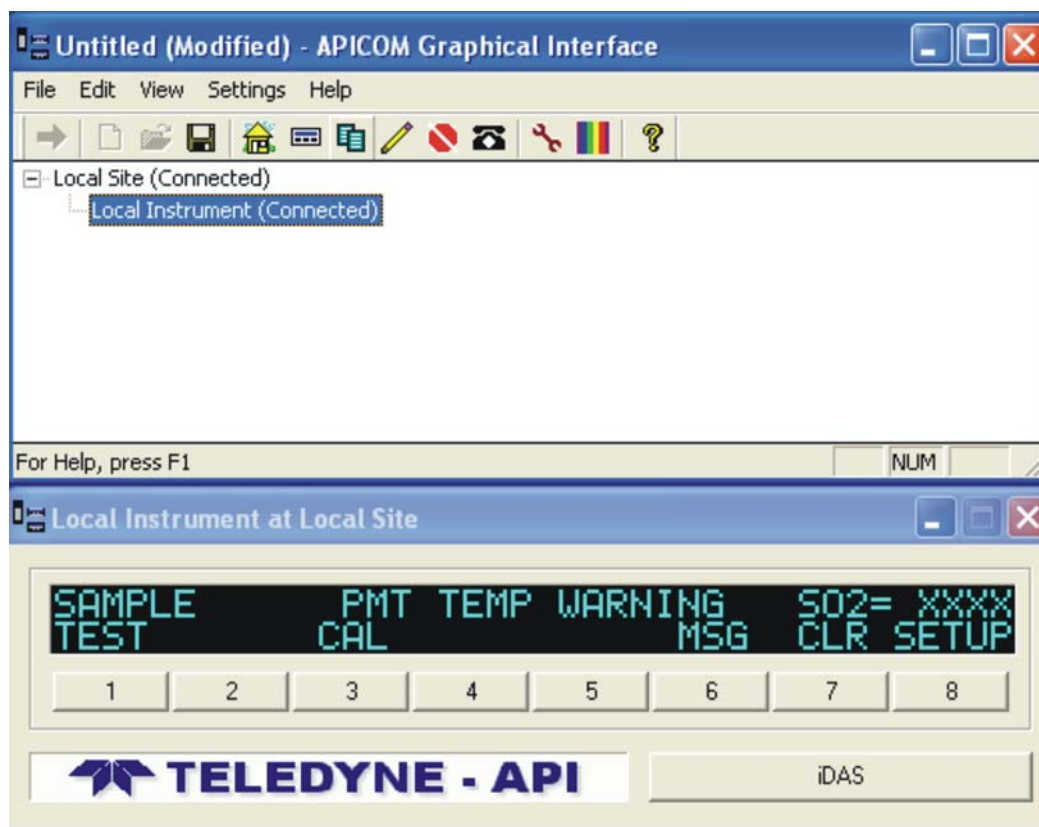 Untitled (Modified) - APICOM Graphical Interface
File Edit View Settings Help
Local Site (Connected)
Local Instrument (Connected)
For Help, press F1 NUM
Local Instrument at Local Site
SAMPLE PMT TEMP WARNING SO2= XXXX
TEST CAL MSG CLR SETUP
1 2 3 4 5 6 7 8
TELEDYNE - API iDAS